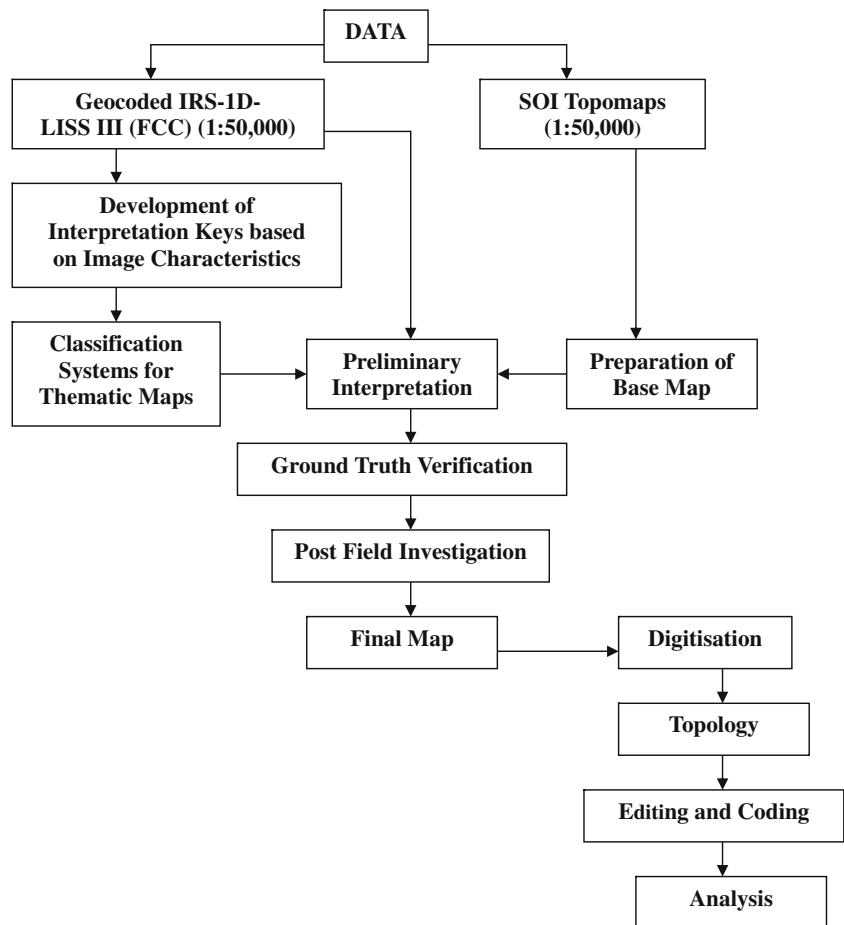 DATA
Geocoded IRS-1D-
LISS III (FCC) (1:50,000)
SOI Topomaps
(1:50,000)
Development of
Interpretation Keys based
on Image Characteristics
Classification
Systems for
Thematic Maps
Preliminary
Interpretation
Preparation of
Base Map
Ground Truth Verification
Post Field Investigation
Final Map
Digitisation
Topology
Editing and Coding
Analysis